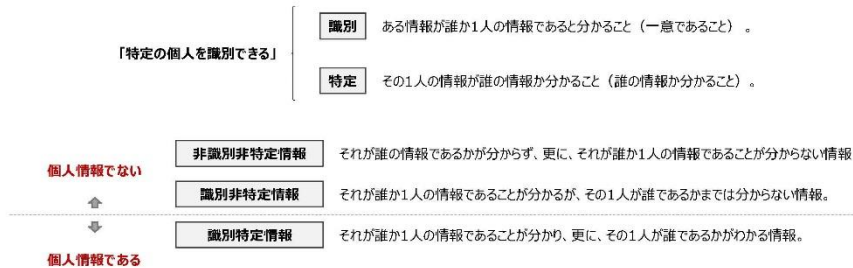 識別 ある情報が誰か1人の情報であると分かること（一意であること）。
「特定の個人を識別できる」
特定 その1人の情報が誰の情報か分かること（誰の情報か分かること）。
非識別非特定情報 それが誰の情報であるかが分からず、更に、それが誰か1人の情報であることが分からない情報
個人情報でない
識別非特定情報 それが誰か1人の情報であることが分かるが、その1人が誰であるかまでは分からない情報。
識別特定情報 それが誰か1人の情報であることが分かり、更に、その1人が誰であるかがわかる情報。
個人情報である